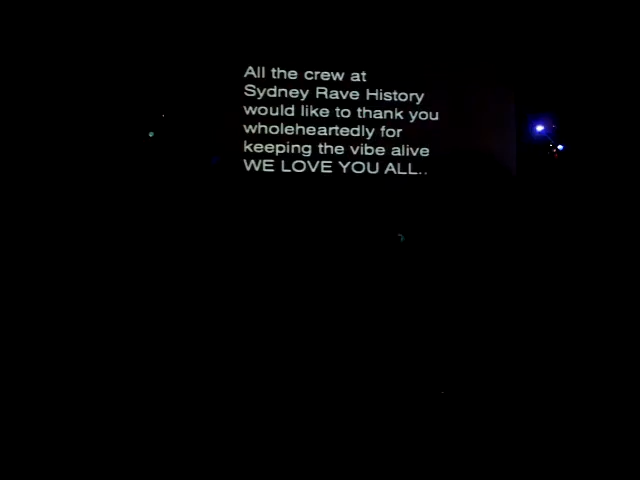 All the crew at
Sydney Rave History
would like to thank you
wholeheartedly for
keeping the vibe alive
WE LOVE YOU ALL..